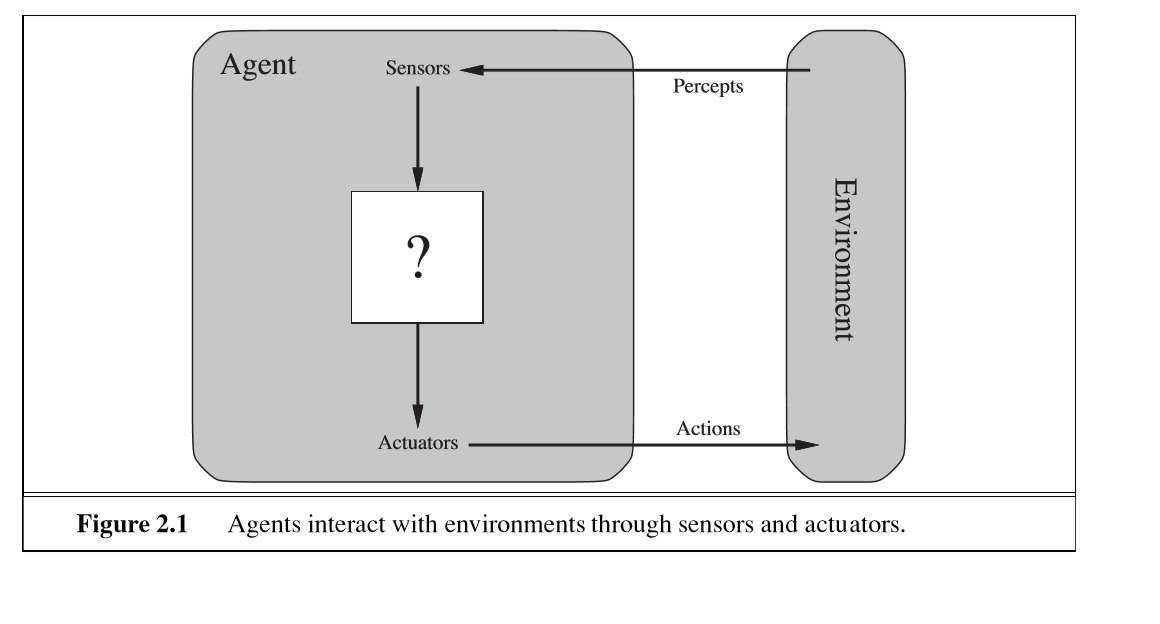 Agent
Sensors
Percepts
?
Environment
Actions
Actuators
Figure 2.1 Agents interact with environments through sensors and actuators.